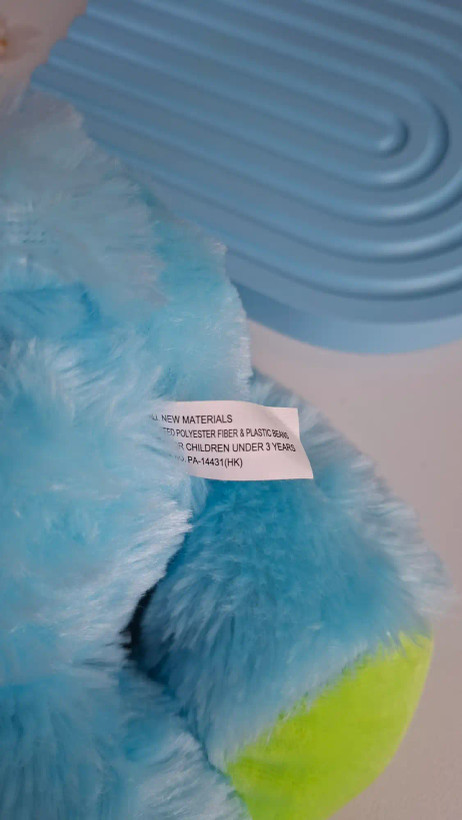 NEW MATERIALS
POLYESTER FIBER & PLASTIC BEANS
CHILDREN UNDER 3 YEARS
PA-14431(HK)